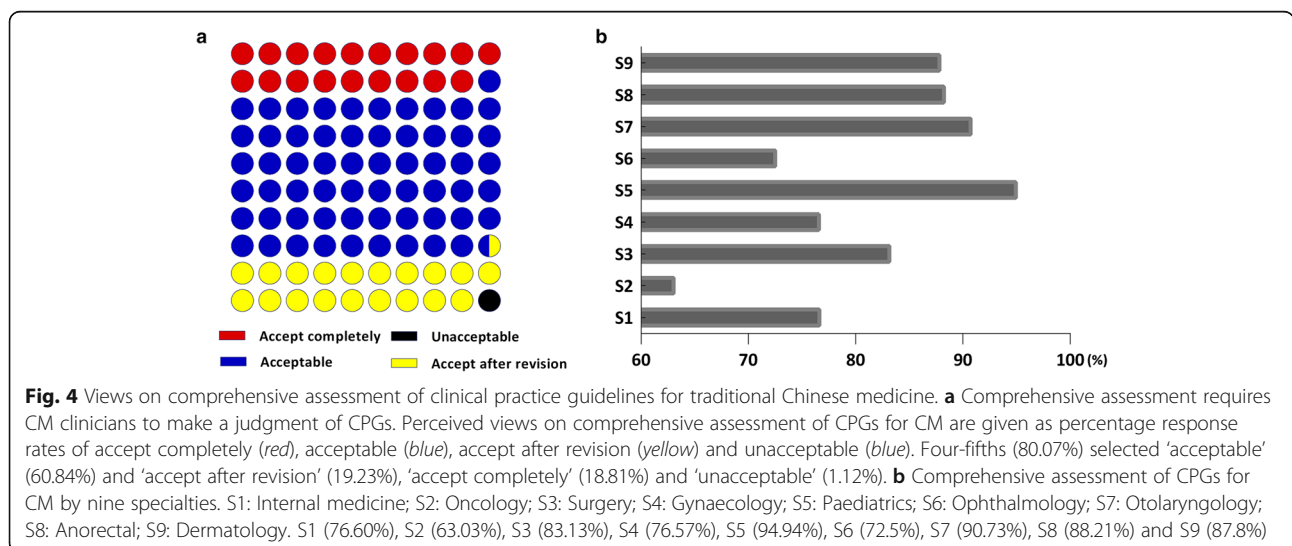 a
b
S9
S8
S7
S6
S5
S4
S3
S2
S1
60 70 80 90 100 (%)
Accept completely Unacceptable
Acceptable Accept after revision
Fig. 4 Views on comprehensive assessment of clinical practice guidelines for traditional Chinese medicine. a Comprehensive assessment requires
CM clinicians to make a judgment of CPGs. Perceived views on comprehensive assessment of CPGs for CM are given as percentage response
rates of accept completely (red), acceptable (blue), accept after revision (yellow) and unacceptable (blue). Four-fifths (80.07%) selected ‘acceptable’
(60.84%) and ‘accept after revision’ (19.23%), ‘accept completely’ (18.81%) and ‘unacceptable’ (1.12%). b Comprehensive assessment of CPGs for
CM by nine specialties. S1: Internal medicine; S2: Oncology; S3: Surgery; S4: Gynaecology; S5: Paediatrics; S6: Ophthalmology; S7: Otolaryngology;
S8: Anorectal; S9: Dermatology. S1 (76.60%), S2 (63.03%), S3 (83.13%), S4 (76.57%), S5 (94.94%), S6 (72.5%), S7 (90.73%), S8 (88.21%) and S9 (87.8%)